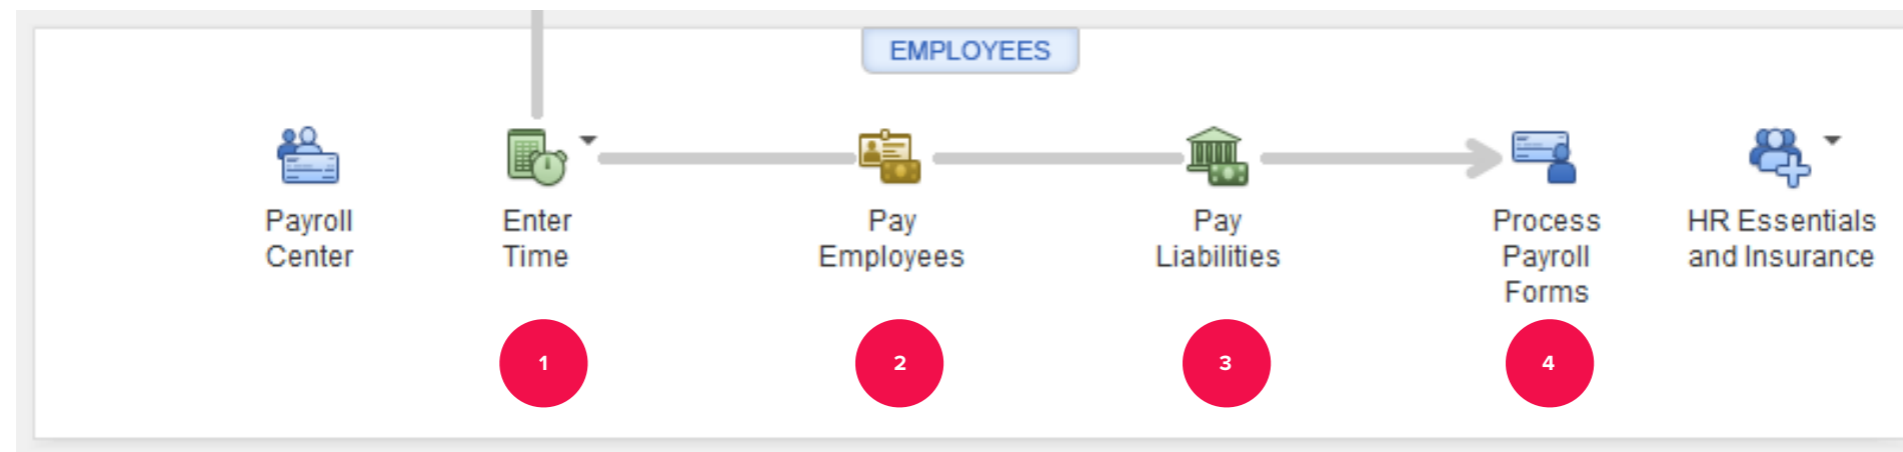 EMPLOYEES
Payroll
Center
Enter
Time
Pay
Employees
Pay
Liabilities
Process
Payroll
Forms
HR Essentials
and Insurance
1
2
3
4